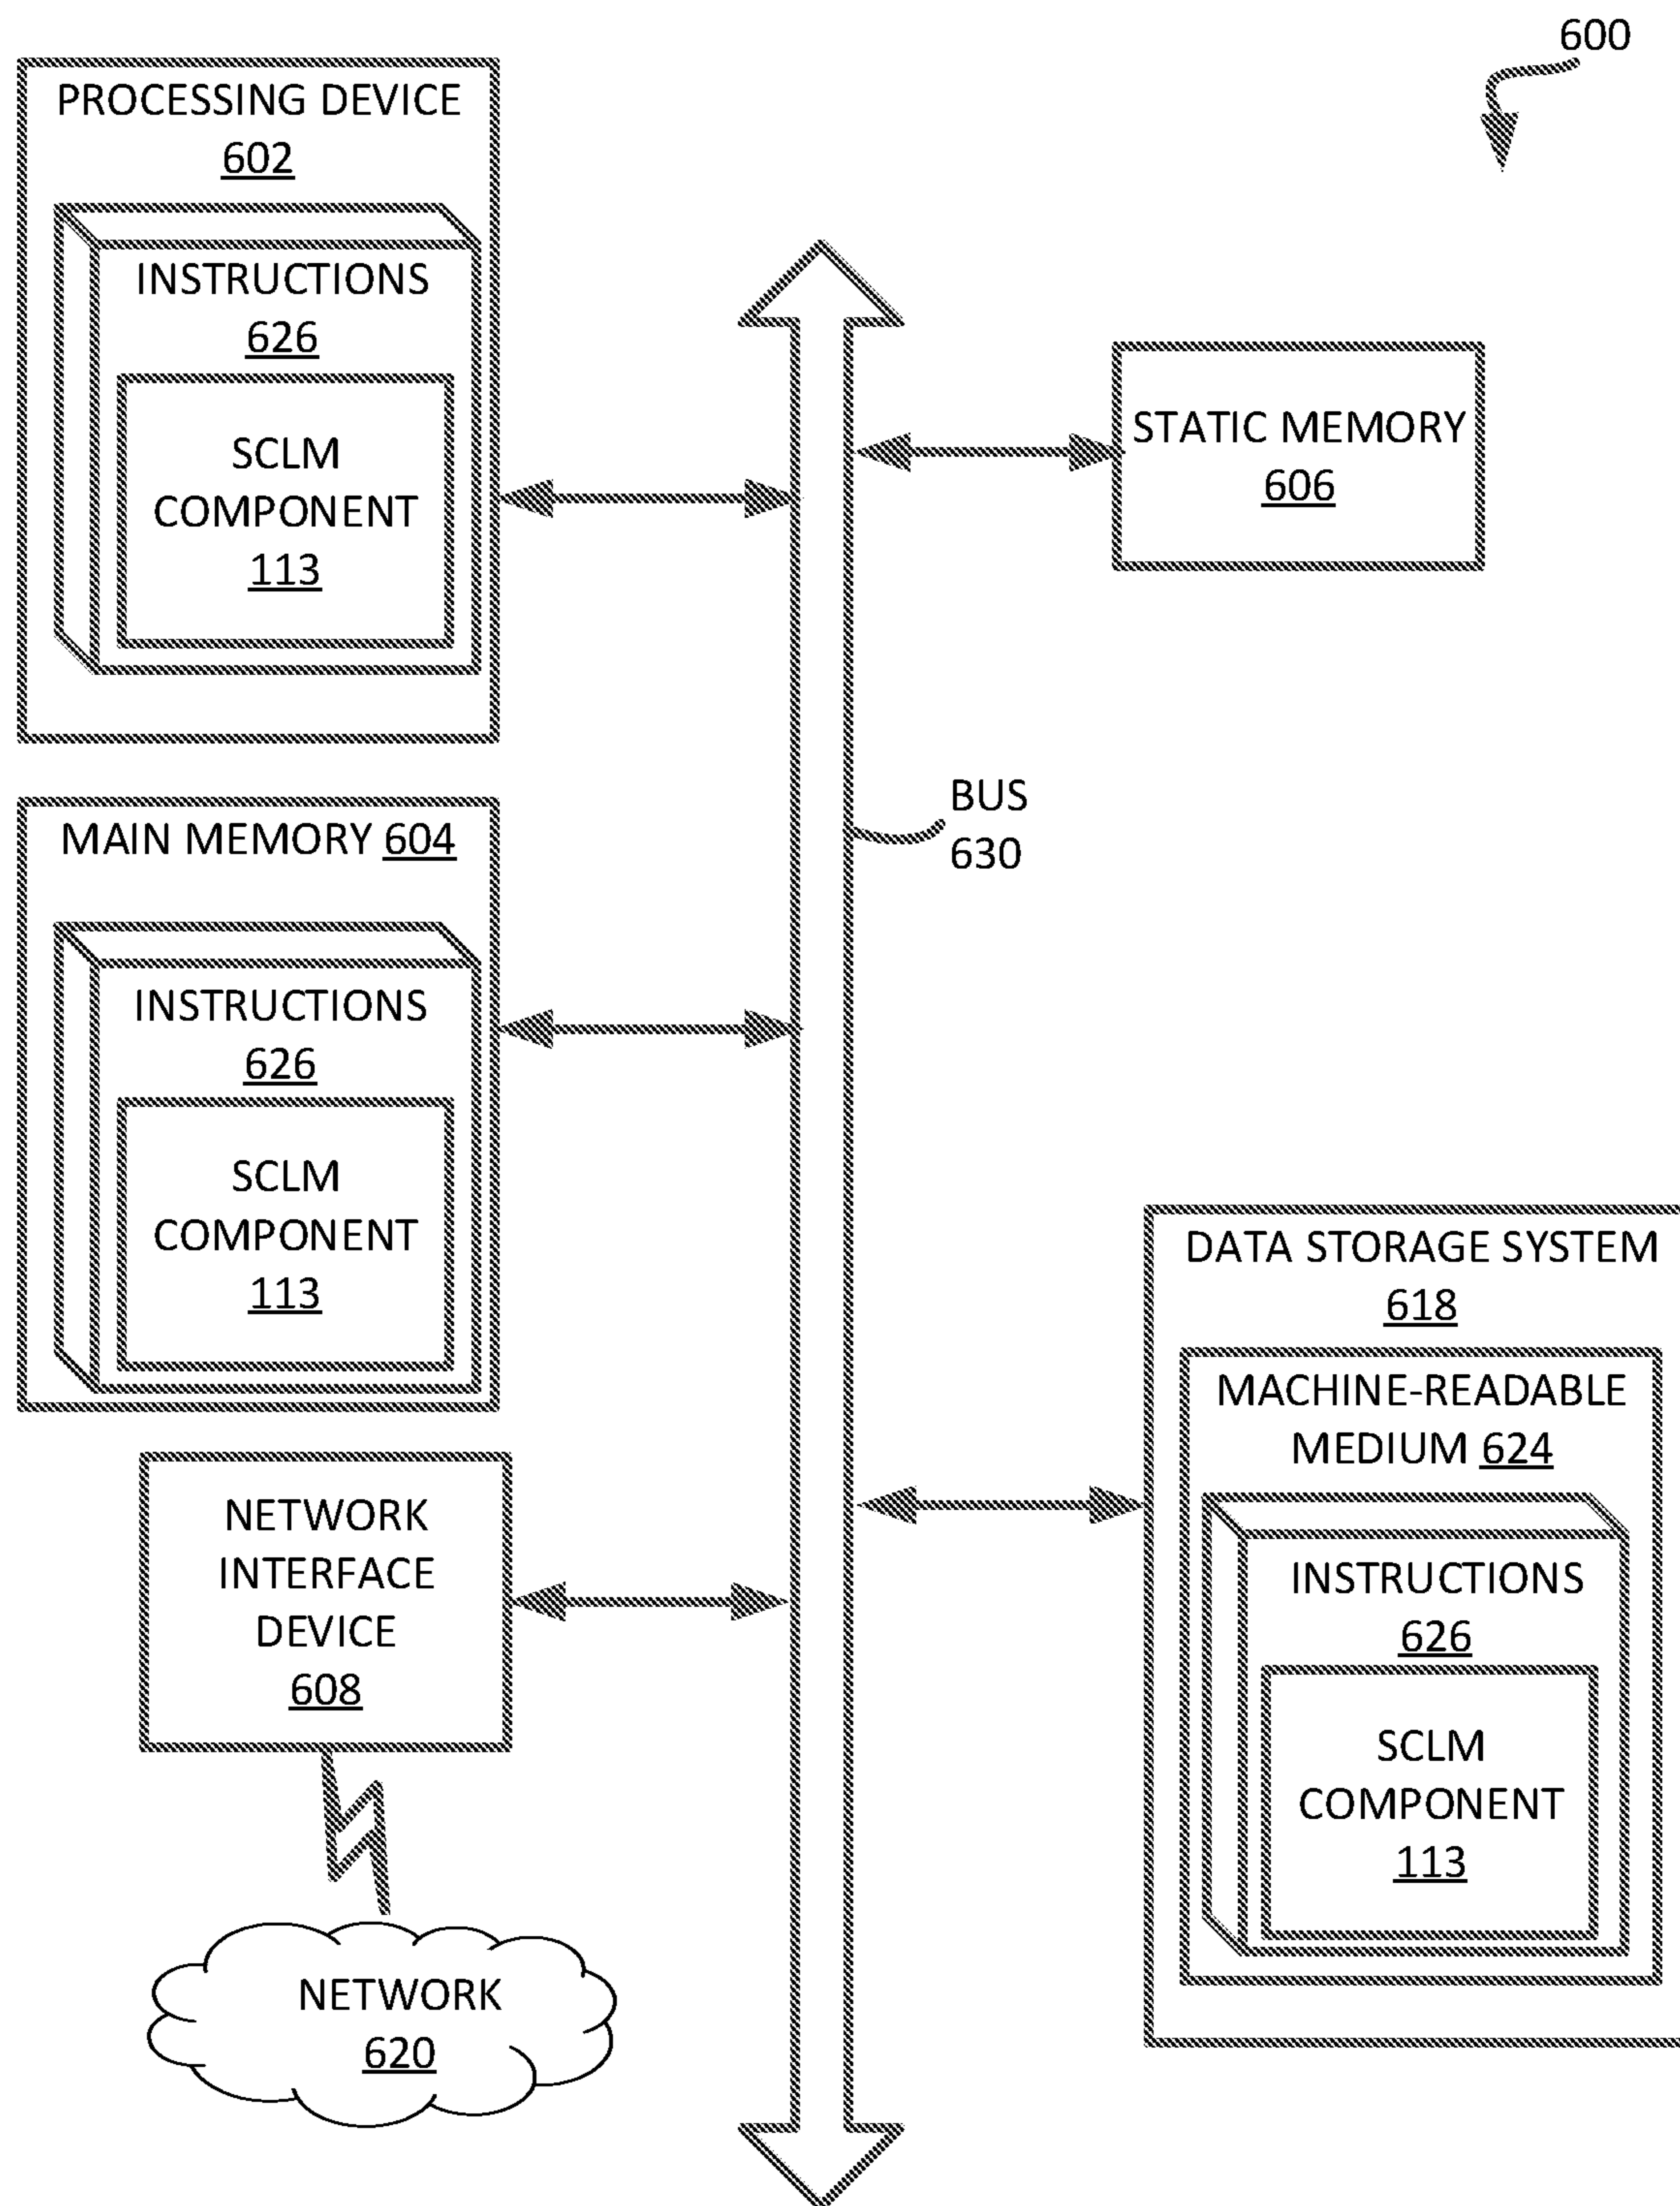 600
PROCESSING DEVICE
602
INSTRUCTIONS
626
SCLM
COMPONENT
113
STATIC MEMORY
606
BUS
630
MAIN MEMORY 604
INSTRUCTIONS
626
SCLM
COMPONENT
113
DATA STORAGE SYSTEM
618
MACHINE-READABLE
MEDIUM 624
INSTRUCTIONS
626
SCLM
COMPONENT
113
NETWORK
INTERFACE
DEVICE
608
NETWORK
620